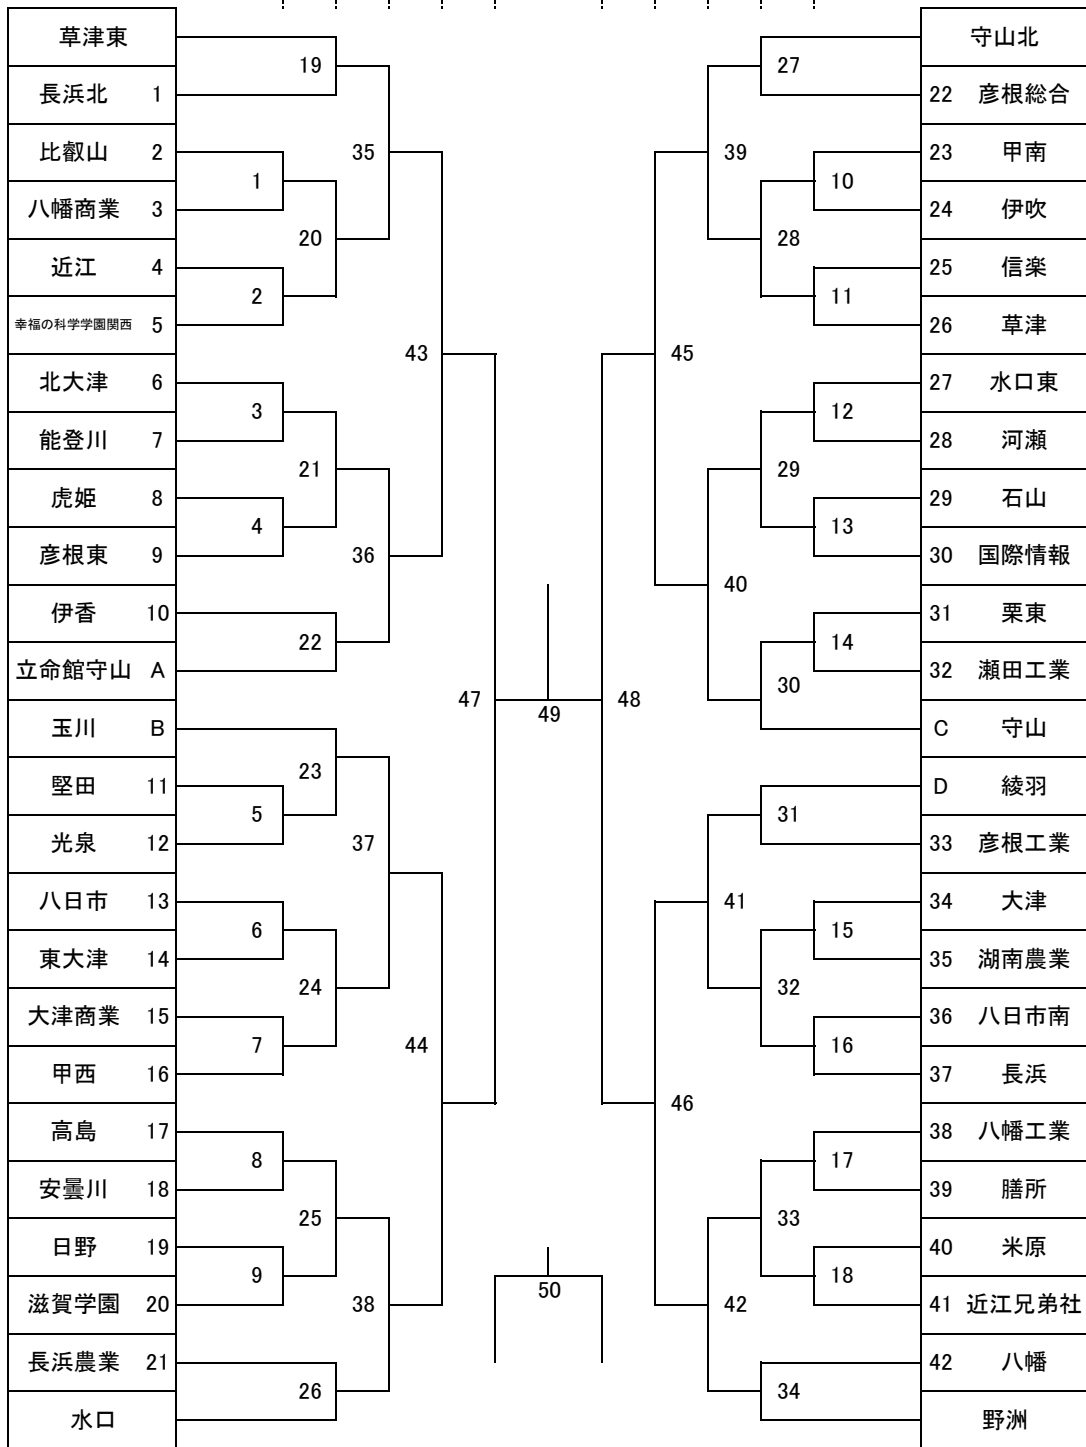 草津東
長浜北 1
比叡山 2
八幡商業 3
近江 4
幸福の科学学園関西 5
北大津 6
能登川 7
虎姫 8
彦根東 9
伊香 10
立命館守山 A
玉川 B
堅田 11
光泉 12
八日市 13
東大津 14
大津商業 15
甲西 16
高島 17
安曇川 18
日野 19
滋賀学園 20
長浜農業 21
水口
19
1
20
2
35
3
21
4
36
22
43
23
5
37
6
24
7
44
8
25
9
38
26
47
49
50
48
45
46
39
40
41
42
27
10
28
11
12
29
13
14
30
31
15
32
16
17
33
18
34
守山北
22 彦根総合
23 甲南
24 伊吹
25 信楽
26 草津
27 水口東
28 河瀬
29 石山
30 国際情報
31 栗東
32 瀬田工業
C 守山
D 綾羽
33 彦根工業
34 大津
35 湖南農業
36 八日市南
37 長浜
38 八幡工業
39 膳所
40 米原
41 近江兄弟社
42 八幡
野洲